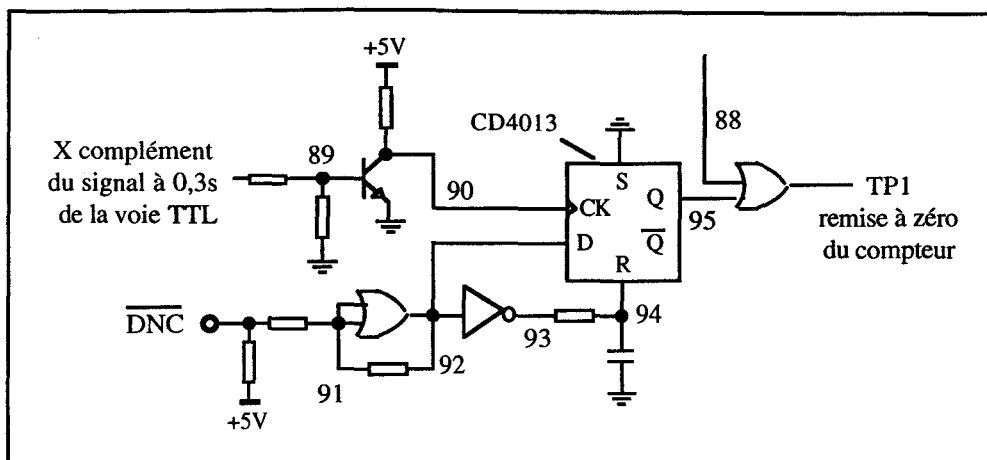 +5V
CD4013
88
X complément
du signal à 0,3s
de la voie TTL
89
90
S
Q
CK
95
TP1
remise à zéro
du compteur
D
Q
R
DNC
93
94
91
92
+5V